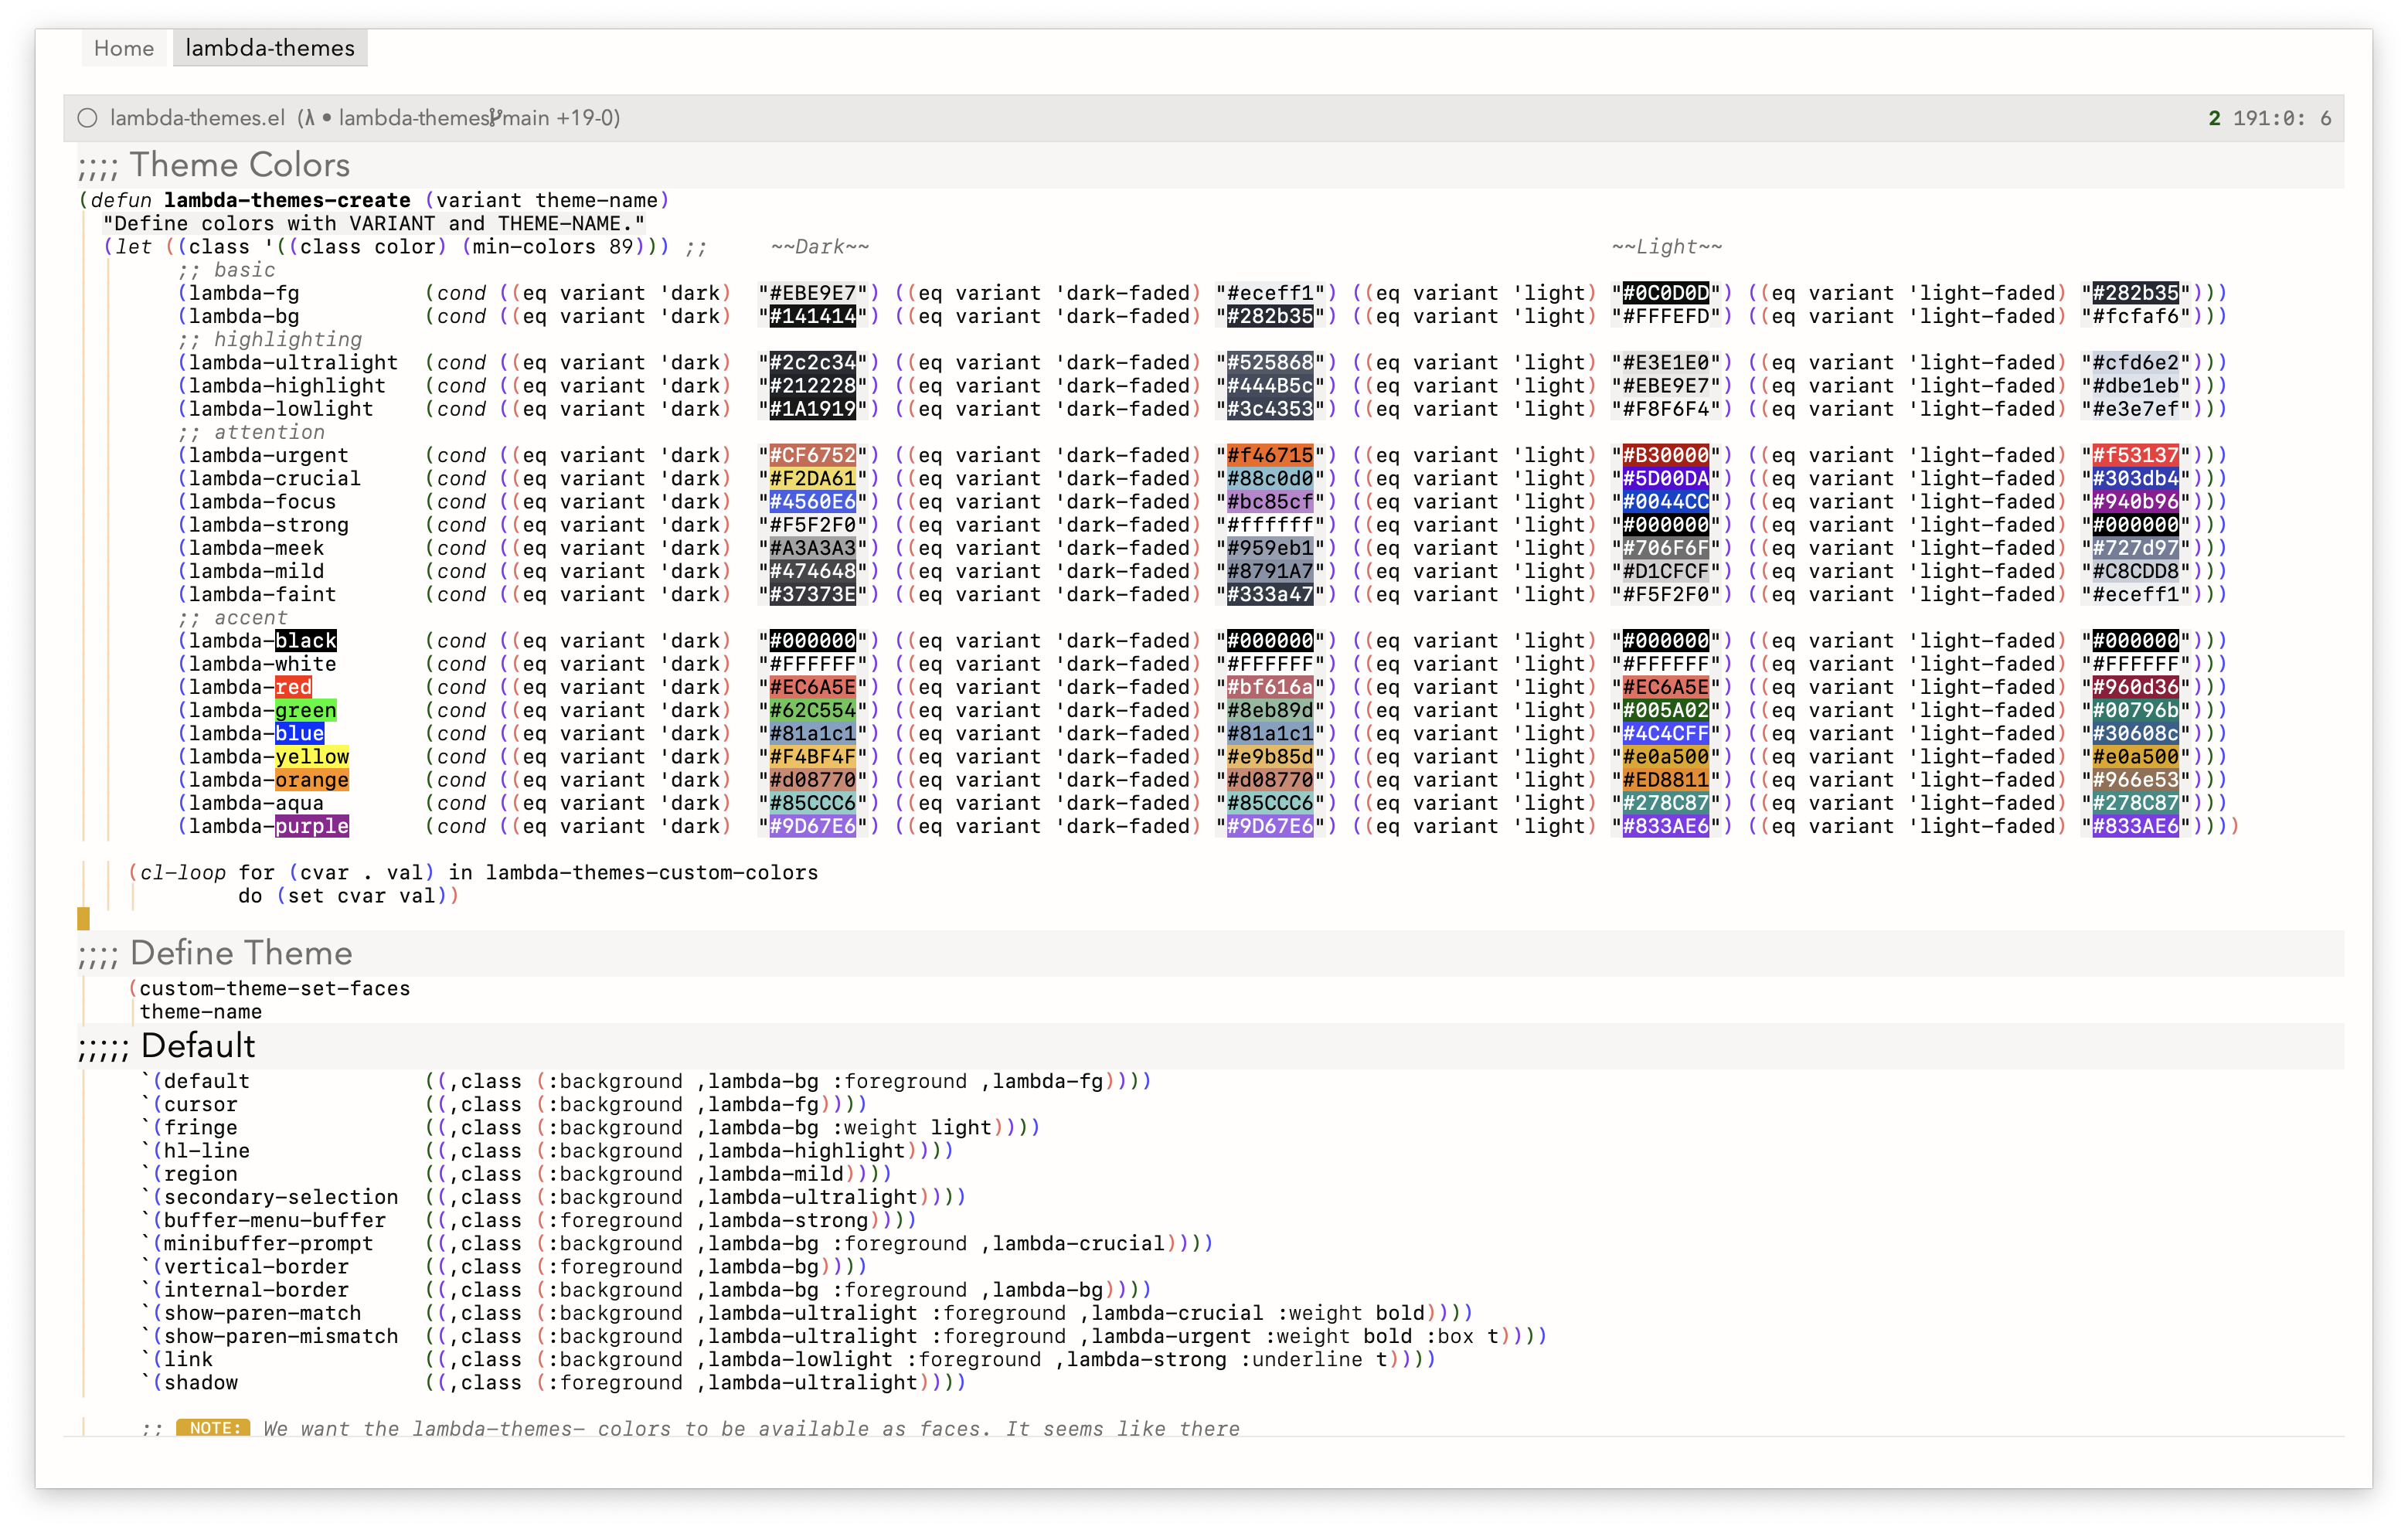 Home lambda-themes
lambda-themes.el (λ • lambda-themes main +19-0) 2 191:0: 6
;;;; Theme Colors
(defun lambda-themes-create (variant theme-name)
"Define colors with VARIANT and THEME-NAME."
(let ((class '((class color) (min-colors 89))) ;; ~~Dark~~ ~~Light~~
;; basic
(lambda-fg (cond ((eq variant 'dark) "#EBE9E7") ((eq variant 'dark-faded) "#eceff1") ((eq variant 'light) "#0C0D0D") ((eq variant 'light-faded) "#282b35")))
(lambda-bg (cond ((eq variant 'dark) "#141414") ((eq variant 'dark-faded) "#282b35") ((eq variant 'light) "#FFFEFD") ((eq variant 'light-faded) "#fcfaf6")))
;; highlighting
(lambda-ultralight (cond ((eq variant 'dark) "#2c2c34") ((eq variant 'dark-faded) "#525868") ((eq variant 'light) "#E3E1E0") ((eq variant 'light-faded) "#cfd6e2")))
(lambda-highlight (cond ((eq variant 'dark) "#212228") ((eq variant 'dark-faded) "#444B5c") ((eq variant 'light) "#EBE9E7") ((eq variant 'light-faded) "#dbe1eb")))
(lambda-lowlight (cond ((eq variant 'dark) "#1A1919") ((eq variant 'dark-faded) "#3c4353") ((eq variant 'light) "#F8F6F4") ((eq variant 'light-faded) "#e3e7ef")))
;; attention
(lambda-urgent (cond ((eq variant 'dark) "#CF6752") ((eq variant 'dark-faded) "#f46715") ((eq variant 'light) "#B30000") ((eq variant 'light-faded) "#f53137")))
(lambda-crucial (cond ((eq variant 'dark) "#F2DA61") ((eq variant 'dark-faded) "#88c0d0") ((eq variant 'light) "#5D00DA") ((eq variant 'light-faded) "#303db4")))
(lambda-focus (cond ((eq variant 'dark) "#4560E6") ((eq variant 'dark-faded) "#bc85cf") ((eq variant 'light) "#0044CC") ((eq variant 'light-faded) "#940b96")))
(lambda-strong (cond ((eq variant 'dark) "#F5F2F0") ((eq variant 'dark-faded) "#ffffff") ((eq variant 'light) "#000000") ((eq variant 'light-faded) "#000000")))
(lambda-meek (cond ((eq variant 'dark) "#A3A3A3") ((eq variant 'dark-faded) "#959eb1") ((eq variant 'light) "#706F6F") ((eq variant 'light-faded) "#727d97")))
(lambda-mild (cond ((eq variant 'dark) "#474648") ((eq variant 'dark-faded) "#8791A7") ((eq variant 'light) "#D1CFCF") ((eq variant 'light-faded) "#C8CDD8")))
(lambda-faint (cond ((eq variant 'dark) "#37373E") ((eq variant 'dark-faded) "#333a47") ((eq variant 'light) "#F5F2F0") ((eq variant 'light-faded) "#eceff1")))
;; accent
(lambda-black (cond ((eq variant 'dark) "#000000") ((eq variant 'dark-faded) "#000000") ((eq variant 'light) "#000000") ((eq variant 'light-faded) "#000000")))
(lambda-white (cond ((eq variant 'dark) "#FFFFFF") ((eq variant 'dark-faded) "#FFFFFF") ((eq variant 'light) "#FFFFFF") ((eq variant 'light-faded) "#FFFFFF")))
(lambda-red (cond ((eq variant 'dark) "#EC6A5E") ((eq variant 'dark-faded) "#bf616a") ((eq variant 'light) "#EC6A5E") ((eq variant 'light-faded) "#960d36")))
(lambda-green (cond ((eq variant 'dark) "#62C554") ((eq variant 'dark-faded) "#8eb89d") ((eq variant 'light) "#005A02") ((eq variant 'light-faded) "#00796b")))
(lambda-blue (cond ((eq variant 'dark) "#81a1c1") ((eq variant 'dark-faded) "#81a1c1") ((eq variant 'light) "#4C4CFF") ((eq variant 'light-faded) "#30608c")))
(lambda-yellow (cond ((eq variant 'dark) "#F4BF4F") ((eq variant 'dark-faded) "#e9b85d") ((eq variant 'light) "#e0a500") ((eq variant 'light-faded) "#e0a500")))
(lambda-orange (cond ((eq variant 'dark) "#d08770") ((eq variant 'dark-faded) "#d08770") ((eq variant 'light) "#ED8811") ((eq variant 'light-faded) "#966e53")))
(lambda-aqua (cond ((eq variant 'dark) "#85CCC6") ((eq variant 'dark-faded) "#85CCC6") ((eq variant 'light) "#278C87") ((eq variant 'light-faded) "#278C87")))
(lambda-purple (cond ((eq variant 'dark) "#9D67E6") ((eq variant 'dark-faded) "#9D67E6") ((eq variant 'light) "#833AE6") ((eq variant 'light-faded) "#833AE6"))))
(cl-loop for (cvar . val) in lambda-themes-custom-colors
do (set cvar val))
;;;; Define Theme
(custom-theme-set-faces
theme-name
;;;;; Default
`(default ((,class (:background ,lambda-bg :foreground ,lambda-fg))))
`(cursor ((,class (:background ,lambda-fg))))
`(fringe ((,class (:background ,lambda-bg :weight light))))
`(hl-line ((,class (:background ,lambda-highlight))))
`(region ((,class (:background ,lambda-mild))))
`(secondary-selection ((,class (:background ,lambda-ultralight))))
`(buffer-menu-buffer ((,class (:foreground ,lambda-strong))))
`(minibuffer-prompt ((,class (:background ,lambda-bg :foreground ,lambda-crucial))))
`(vertical-border ((,class (:foreground ,lambda-bg))))
`(internal-border ((,class (:background ,lambda-bg :foreground ,lambda-bg))))
`(show-paren-match ((,class (:background ,lambda-ultralight :foreground ,lambda-crucial :weight bold))))
`(show-paren-mismatch ((,class (:background ,lambda-ultralight :foreground ,lambda-urgent :weight bold :box t))))
`(link ((,class (:background ,lambda-lowlight :foreground ,lambda-strong :underline t))))
`(shadow ((,class (:foreground ,lambda-ultralight))))
;; NOTE: We want the lambda-themes- colors to be available as faces. It seems like there